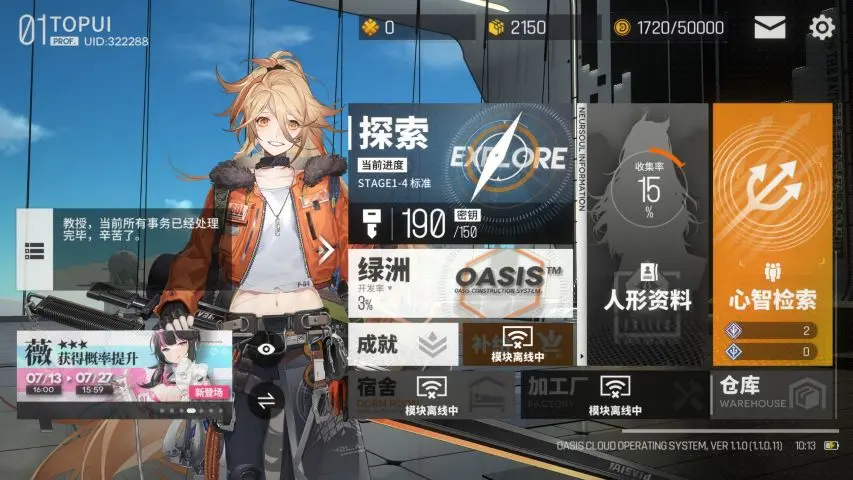 01 TOPUI
PROF. UID:322288
0
2150
1720/50000
探索
当前进度
STAGE1-4 标准
EXPLORE
190/150
密钥
NEURSOUL INFORMATION
收集率
15
%
人形资料
心智检索
2
0
教授，当前所有事务已经处理
完毕，辛苦了。
绿洲
开发率
3%
OASIS™
OASIS CONSTRUCTION SYSTEM
成就
模块离线中
薇 ★★★
获得概率提升
07/13 07/27
16:00 15:59
新登场
宿舍
模块离线中
加工厂
FACTORY
模块离线中
仓库
WAREHOUSE
OASIS CLOUD OPERATING SYSTEM, VER 1.1.0 (1.1.0.11) 10:13